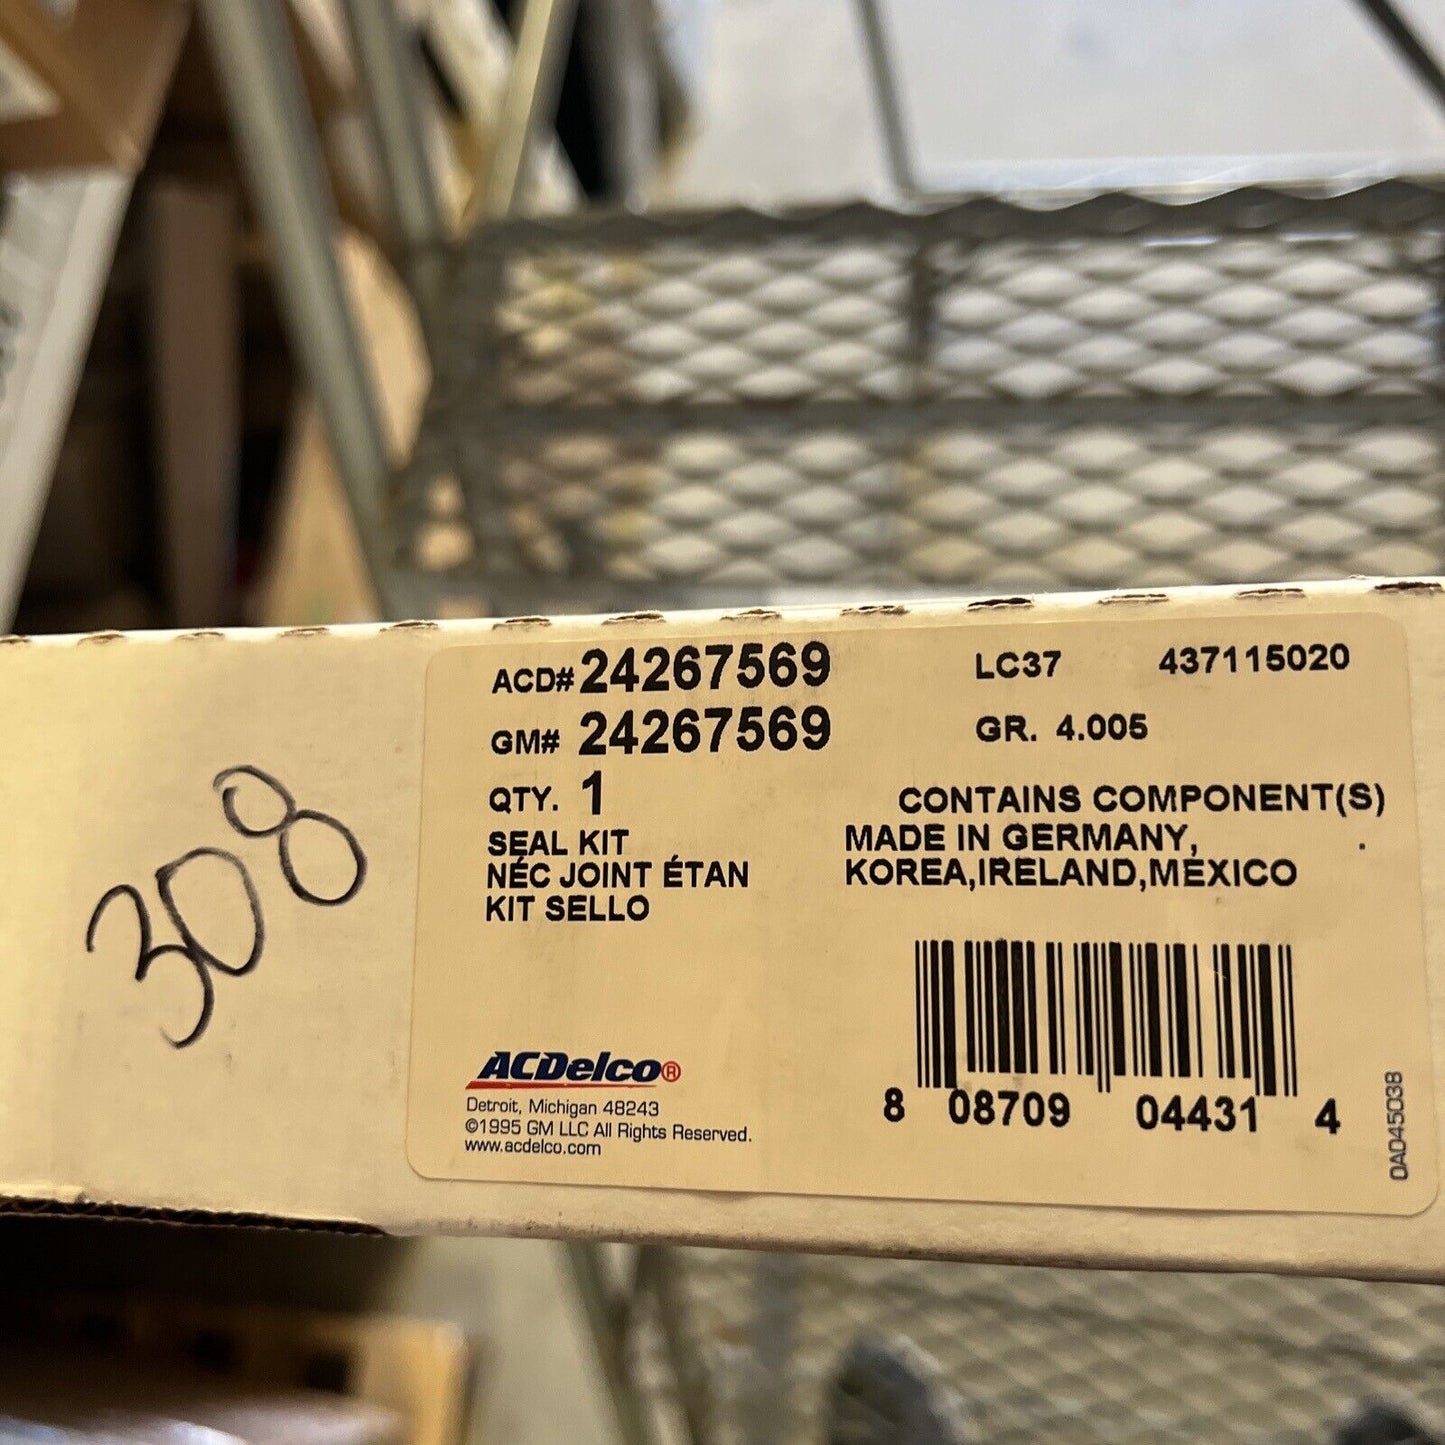 308
ACD# 24267569
LC37 437115020
GM# 24267569
GR. 4.005
QTY. 1
SEAL KIT
NÉC JOINT ÉTAN
KIT SELLO
CONTAINS COMPONENT(S)
MADE IN GERMANY,
KOREA,IRELAND,MEXICO
ACDelco®
Detroit, Michigan 48243
©1995 GM LLC All Rights Reserved.
www.acdelco.com
8 08709 04431 4
0AD4503B